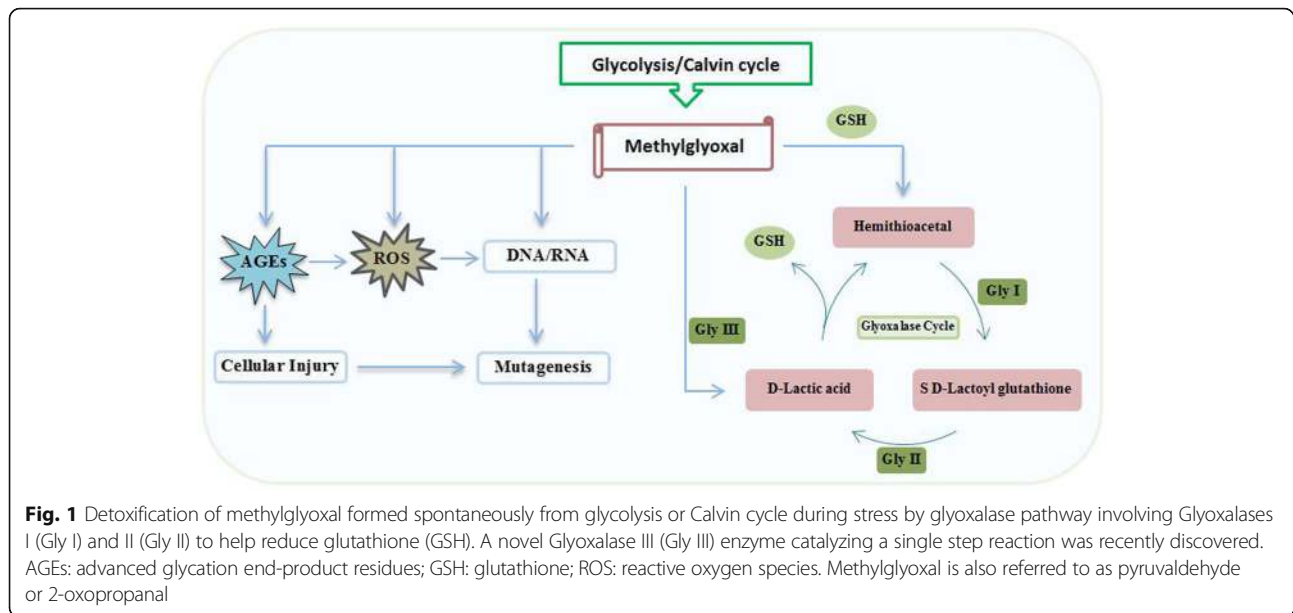 Glycolysis/Calvin cycle
GSH
Methylglyoxal
Hemithioacetal
GSH
AGEs
ROS
DNA/RNA
Gly I
Glyoxalase Cycle
Gly III
Cellular Injury
Mutagenesis
D-Lactic acid
S D-Lactoyl glutathione
Gly II
Fig. 1 Detoxification of methylglyoxal formed spontaneously from glycolysis or Calvin cycle during stress by glyoxalase pathway involving Glyoxalases
I (Gly I) and II (Gly II) to help reduce glutathione (GSH). A novel Glyoxalase III (Gly III) enzyme catalyzing a single step reaction was recently discovered.
AGEs: advanced glycation end-product residues; GSH: glutathione; ROS: reactive oxygen species. Methylglyoxal is also referred to as pyruvaldehyde
or 2-oxopropanal